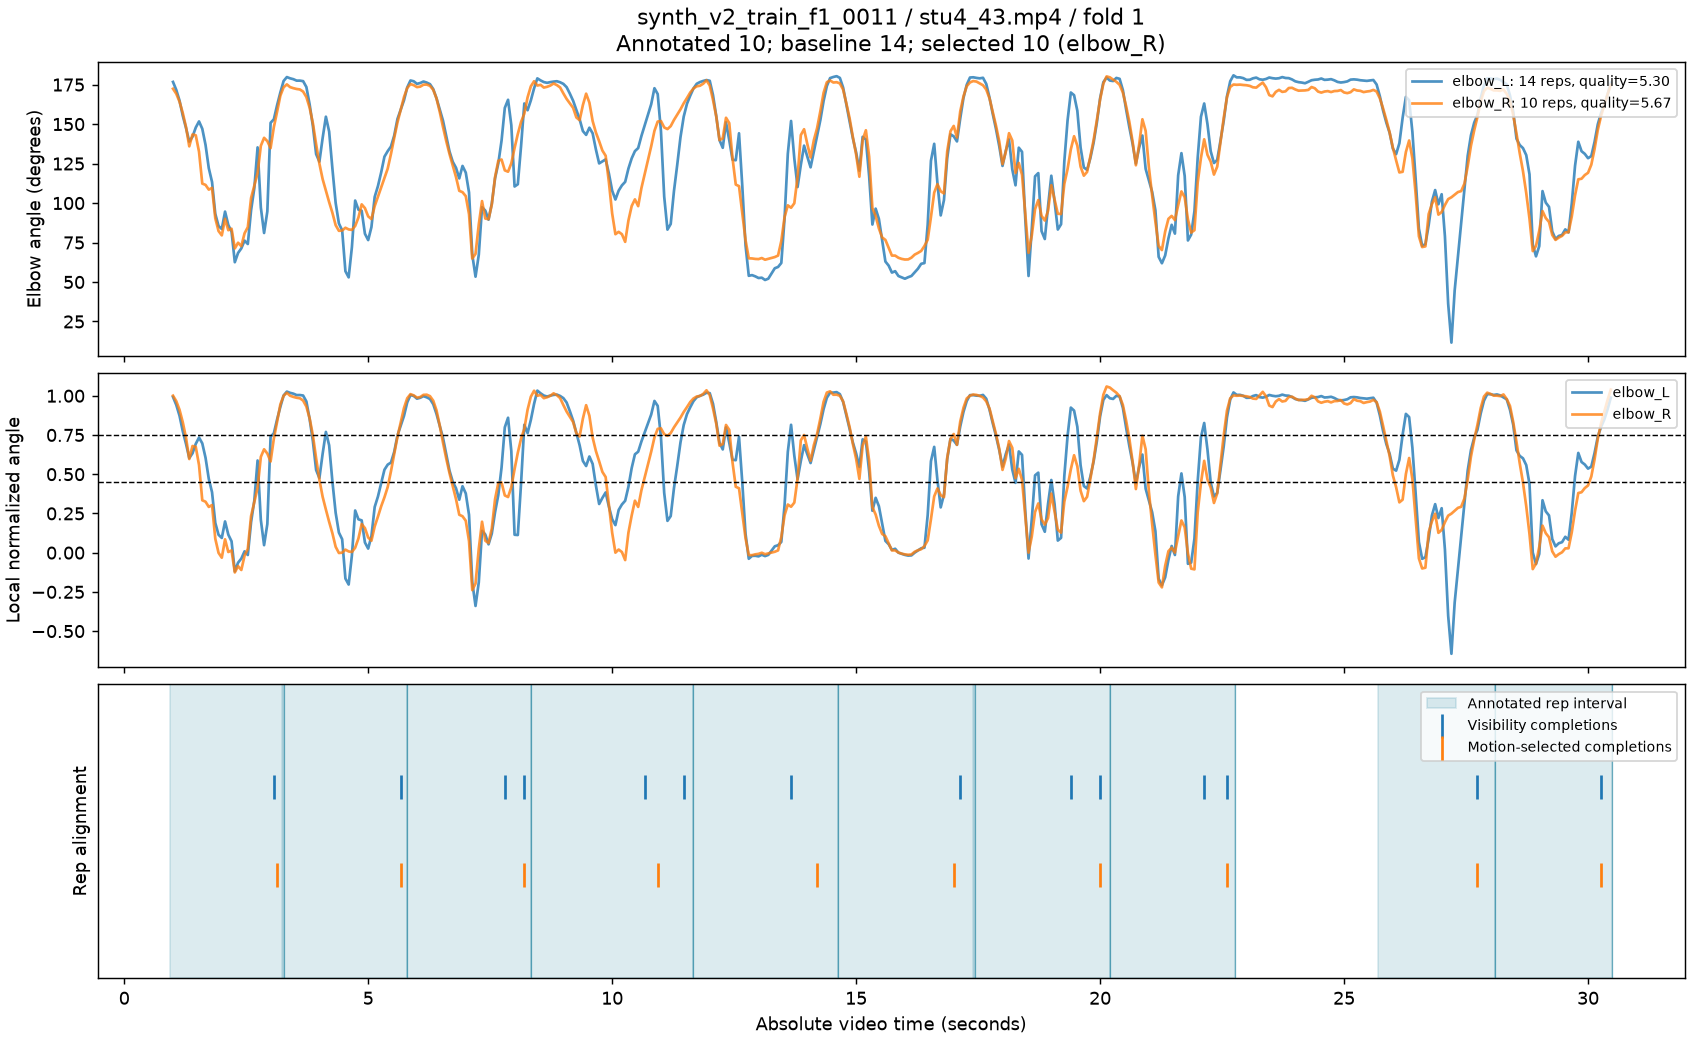 synth_v2_train_f1_0011 / stu4_43.mp4 / fold 1
Annotated 10; baseline 14; selected 10 (elbow_R)
Elbow angle (degrees)
175
150
125
100
75
50
25
elbow_L: 14 reps, quality=5.30
elbow_R: 10 reps, quality=5.67
Local normalized angle
1.00
0.75
0.50
0.25
0.00
−0.25
−0.50
elbow_L
elbow_R
Rep alignment
Annotated rep interval
Visibility completions
Motion-selected completions
0
5
10
15
20
25
30
Absolute video time (seconds)